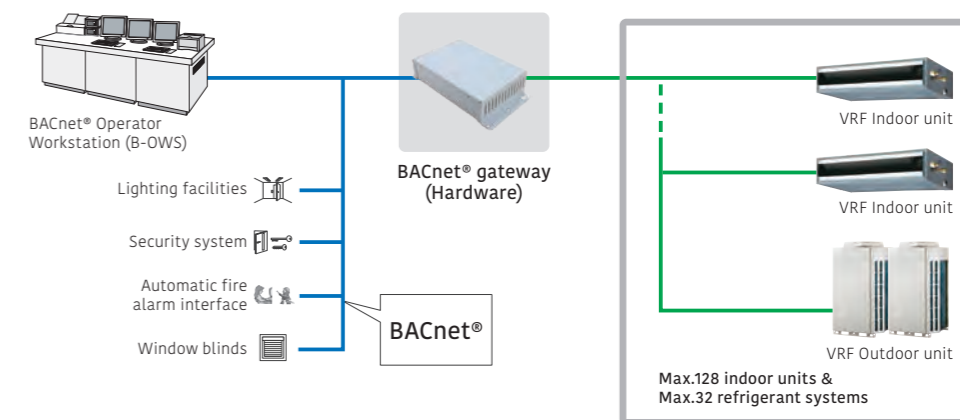 BACnet® Operator
Workstation (B-OWS)
Lighting facilities
Security system
Automatic fire
alarm interface
Window blinds
BACnet®
BACnet® gateway
(Hardware)
VRF Indoor unit
VRF Indoor unit
VRF Outdoor unit
Max.128 indoor units &
Max.32 refrigerant systems